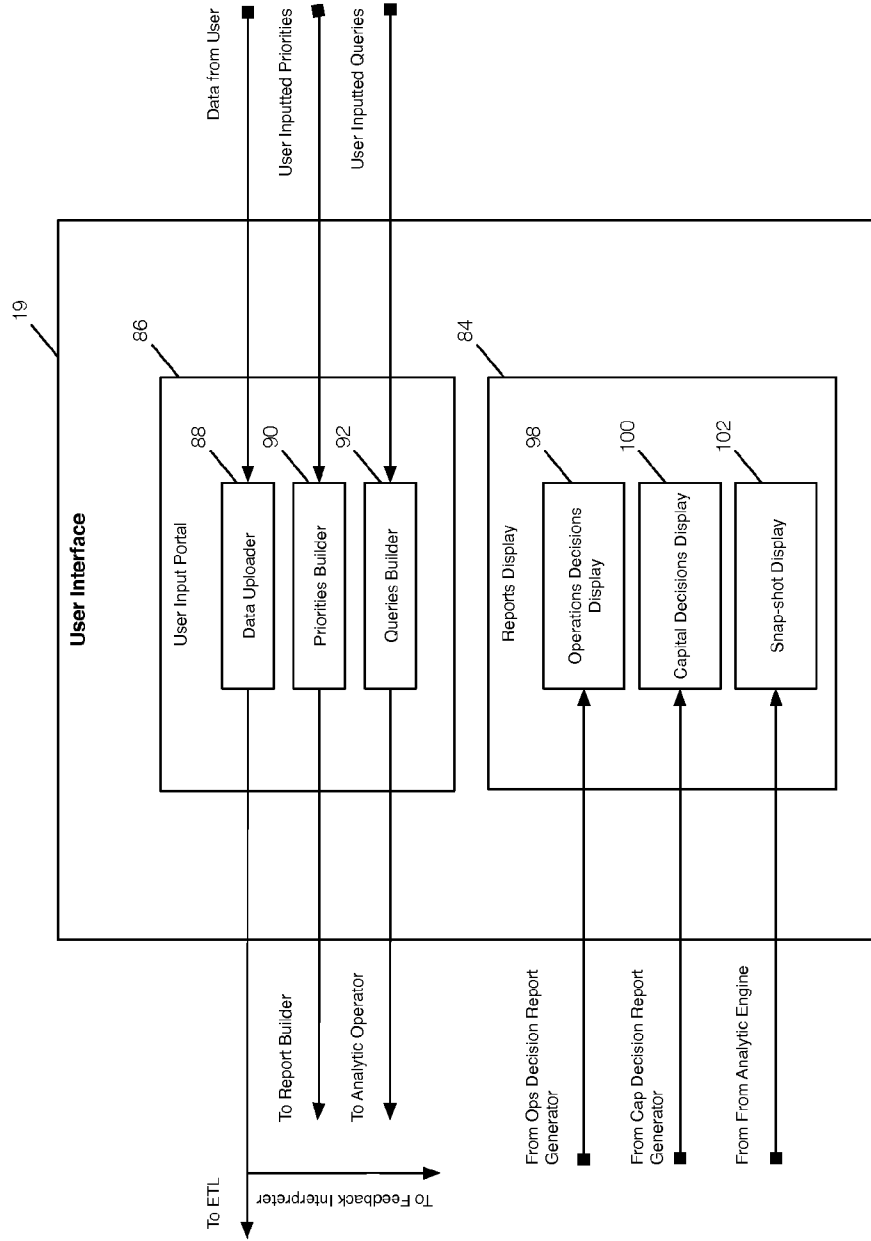 19
User Interface
86
User Input Portal
88
Data Uploader
90
Priorities Builder
92
Queries Builder
Data from User
User Inputted Priorities
User Inputted Queries
To ETL
To Feedback Interpreter
To Report Builder
To Analytic Operator
84
Reports Display
98
Operations Decisions
Display
100
Capital Decisions Display
102
Snap-shot Display
From Ops Decision Report
Generator
From Cap Decision Report
Generator
From From Analytic Engine